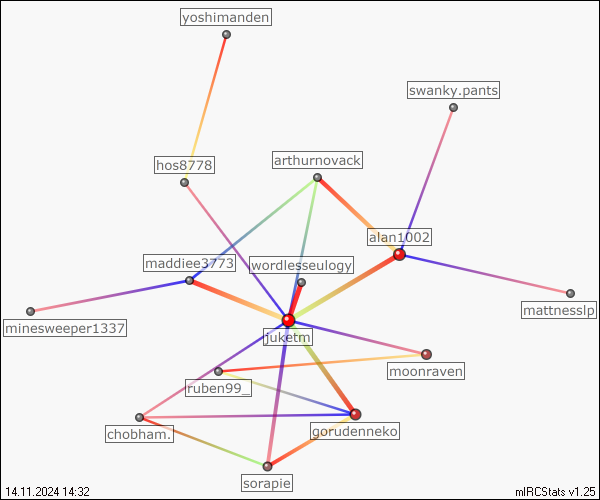 yoshimanden
swanky.pants
hos8778
arthurnovack
alan1002
maddiee3773
wordlesseulogy
mattnesslp
minesweeper1337
juketm
moonraven
ruben99_
chobham.
gorudenneko
sorapie
14.11.2024 14:32
mIRCStats v1.25